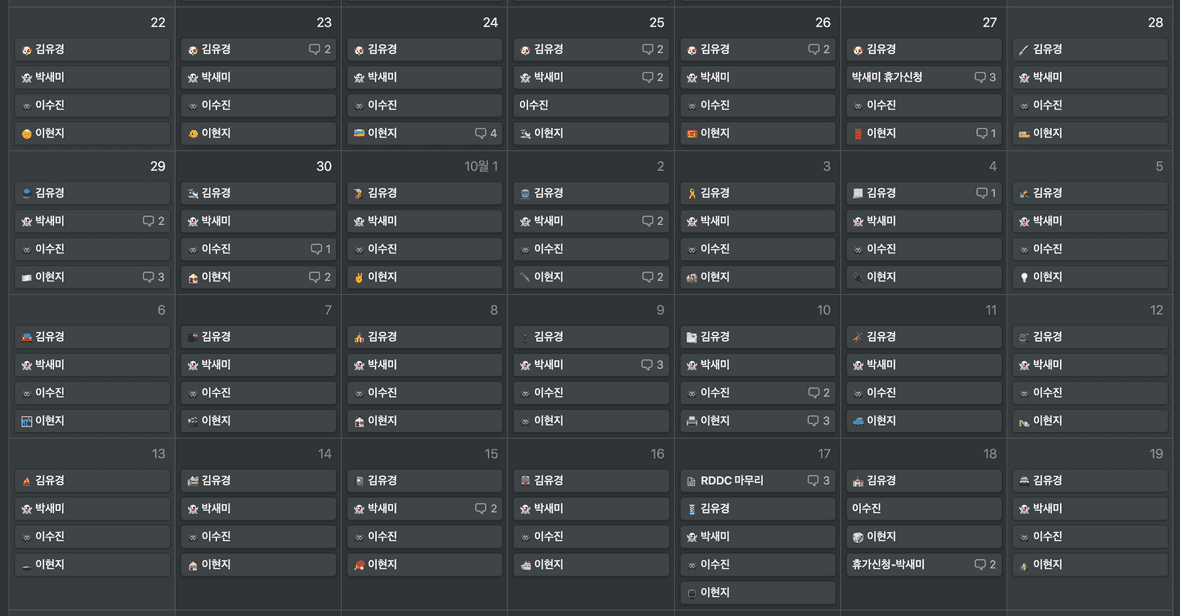 22
김유경
박새미
이수진
이현지
23
김유경 2
박새미
이수진
이현지
24
김유경
박새미
이수진
이현지 4
25
김유경 2
박새미 2
이수진
이현지
26
김유경 2
박새미
이수진
이현지
27
김유경
박새미 휴가신청 3
이수진
이현지 1
28
김유경
박새미
이수진
이현지
29
김유경
박새미 2
이수진
이현지 3
30
김유경
박새미
이수진 1
이현지 2
10월 1
김유경
박새미
이수진
이현지
2
김유경
박새미 2
이수진
이현지 2
3
김유경
박새미
이수진
이현지
4
김유경 1
박새미
이수진
이현지
5
김유경
박새미
이수진
이현지
6
김유경
박새미
이수진
이현지
7
김유경
박새미
이수진
이현지
8
김유경
박새미
이수진
이현지
9
김유경
박새미 3
이수진
이현지
10
김유경
박새미
이수진 2
이현지 3
11
김유경
박새미
이수진
이현지
12
김유경
박새미
이수진
이현지
13
김유경
박새미
이수진
이현지
14
김유경
박새미
이수진
이현지
15
김유경
박새미 2
이수진
이현지
16
김유경
박새미
이수진
이현지
17
RDDC 마무리 3
김유경
박새미
이수진
이현지
18
김유경
이수진
이현지
휴가신청-박새미 2
19
김유경
박새미
이수진
이현지